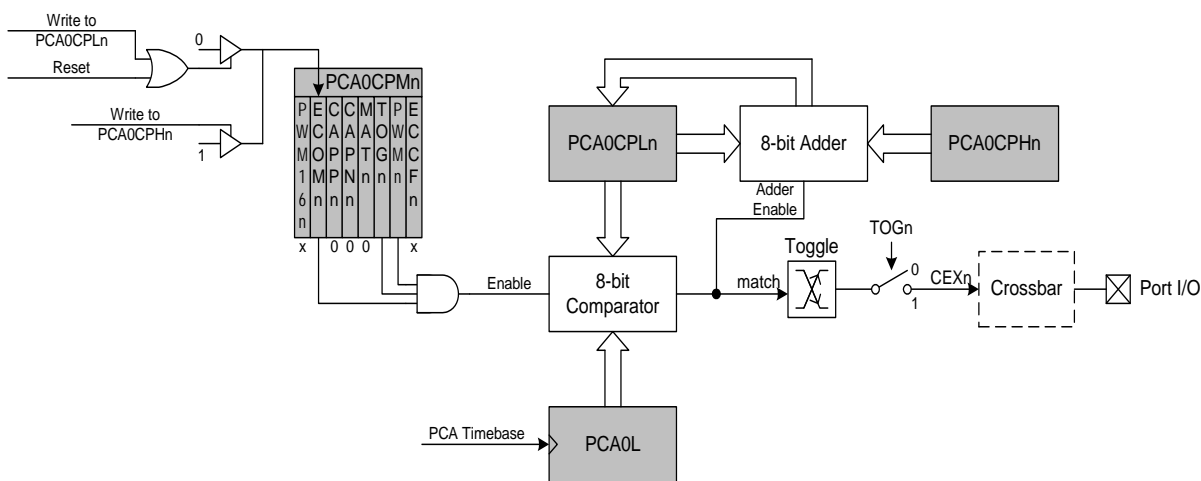 Write to
PCA0CPLn
Reset
0
Write to
PCA0CPHn
1
PCA0CPMn
PWM16n
ECOMn
CAPPn
CAPNn
MATn
TOGn
PWMn
ECCFn
x 0 0 0 x
Enable
PCA0CPLn
8-bit Adder
PCA0CPHn
Adder
Enable
8-bit
Comparator
match
Toggle
TOGn
0
1
CEXn
Crossbar
Port I/O
PCA Timebase
PCA0L